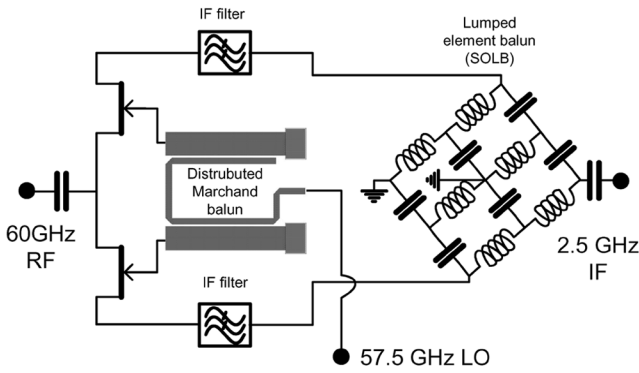 IF filter
Lumped
element balun
(SOLB)
Distrubuted
Marchand
balun
60GHz
RF
2.5 GHz
IF
IF filter
57.5 GHz LO